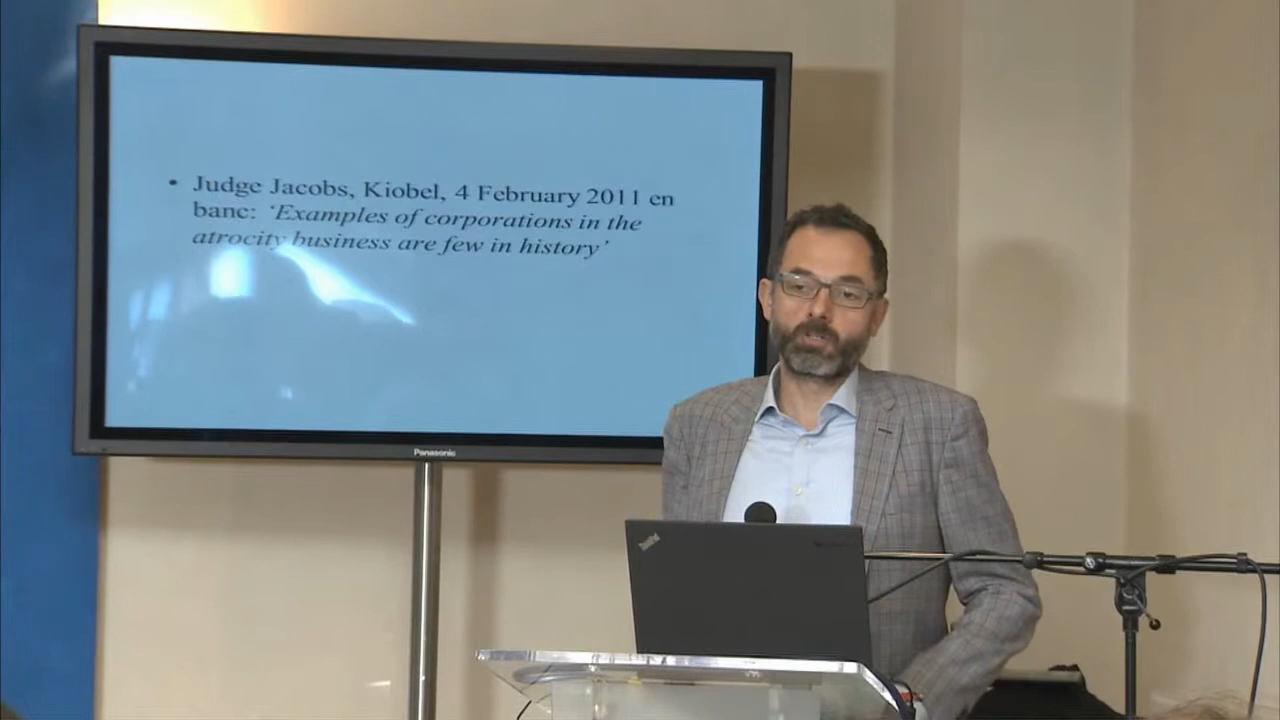 • Judge Jacobs, Kiobel, 4 February 2011 en
banc: ‘Examples of corporations in the
atrocity business are few in history’
Panasonic
ThinkPad